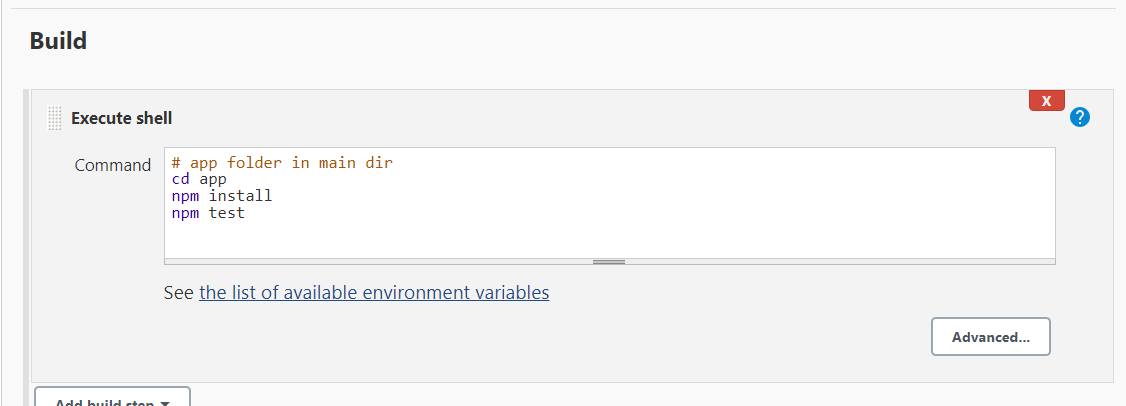 Build
X
?
Execute shell
Command
# app folder in main dir
cd app
npm install
npm test
See the list of available environment variables
Advanced...
Add build step